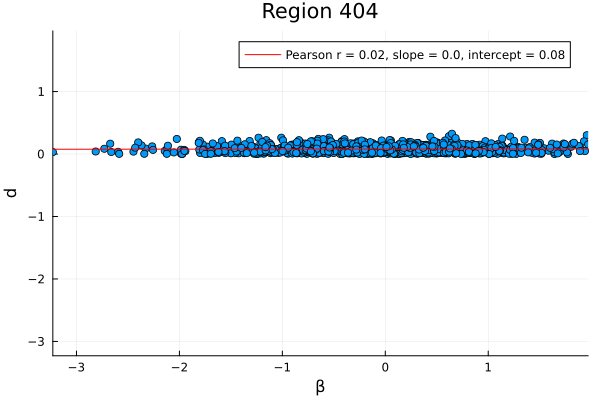 Region 404
Pearson r = 0.02, slope = 0.0, intercept = 0.08
1
0
−1
−2
−3
d
−3 −2 −1 0 1
β